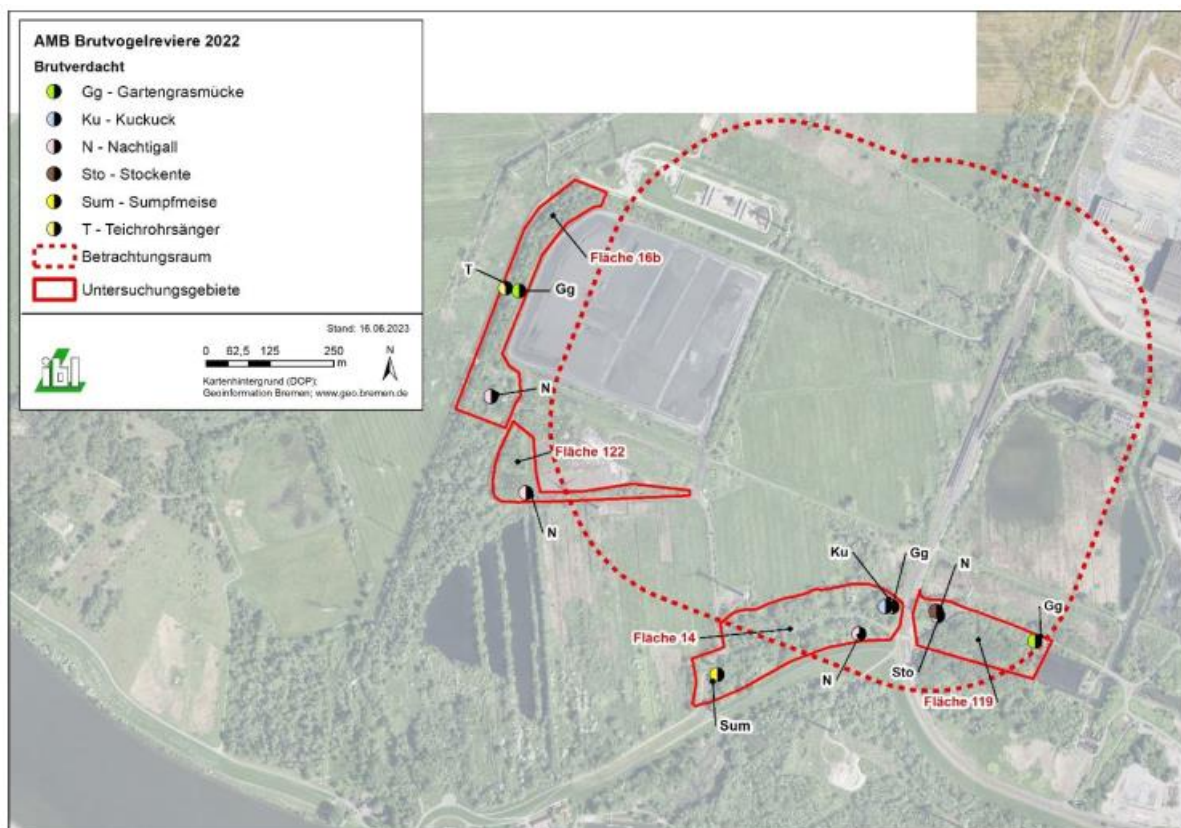 AMB Brutvogelreviere 2022
Brutverdacht
Gg - Gartengrasmücke
Ku - Kuckuck
N - Nachtigall
Sto - Stockente
Sum - Sumpfmeise
T - Teichrohrsänger
Betrachtungsraum
Untersuchungsgebiete
Stand: 16.06.2023
ibl
0 62,5 125 250
m
N
Kartenhintergrund (DOP):
Geoinformation Bremen; www.geo.bremen.de
Fläche 16b
T
Gg
N
Fläche 122
N
Ku
Gg
N
Gg
Fläche 14
N
Sto
Fläche 119
Sum